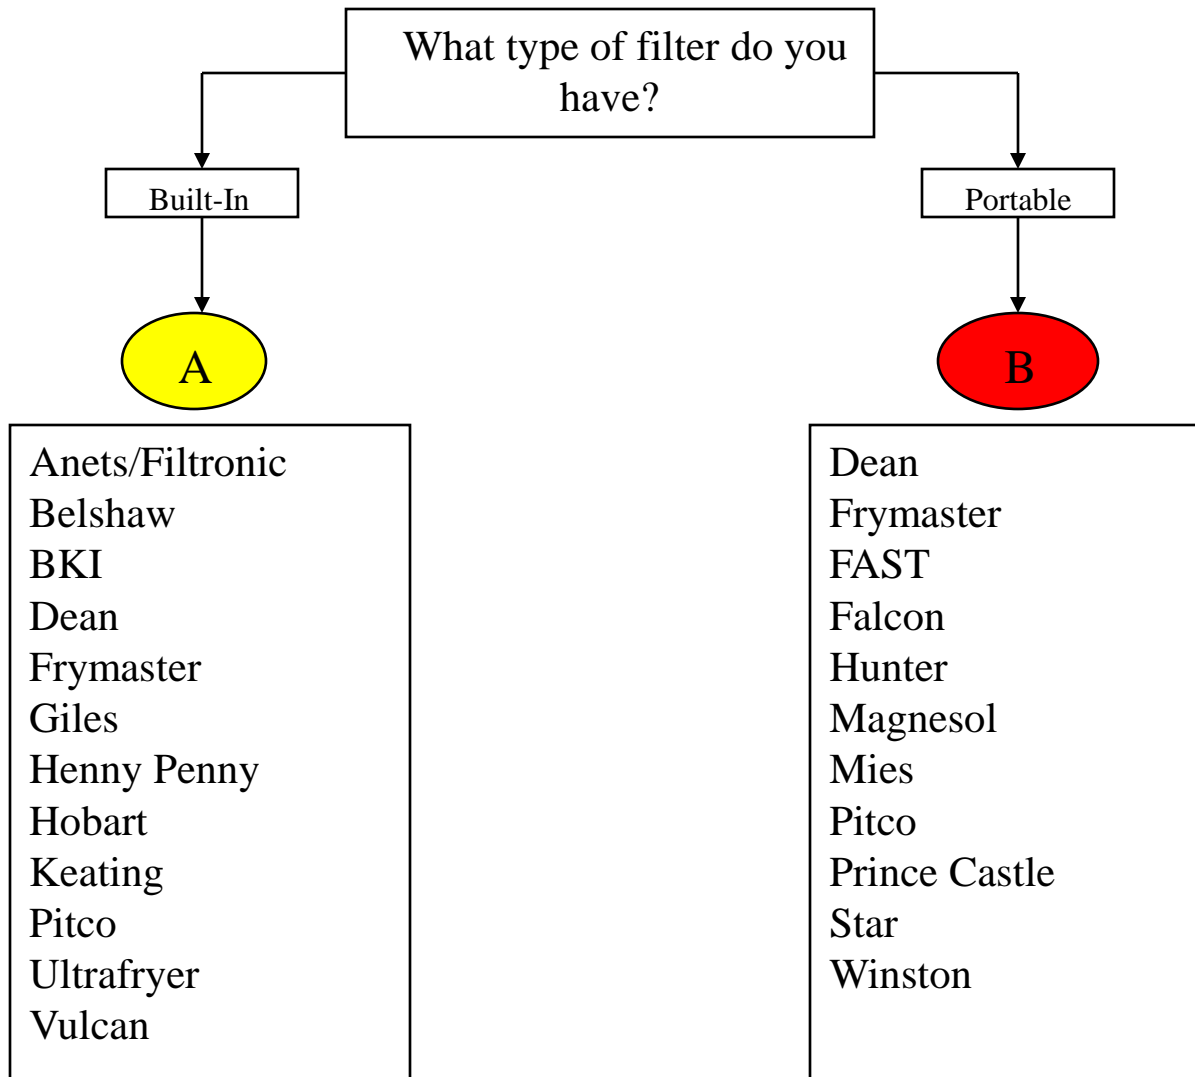 What type of filter do you
have?
Built-In
Portable
A
B
Anets/Filtronic
Belshaw
BKI
Dean
Frymaster
Giles
Henny Penny
Hobart
Keating
Pitco
Ultrafryer
Vulcan
Dean
Frymaster
FAST
Falcon
Hunter
Magnesol
Mies
Pitco
Prince Castle
Star
Winston